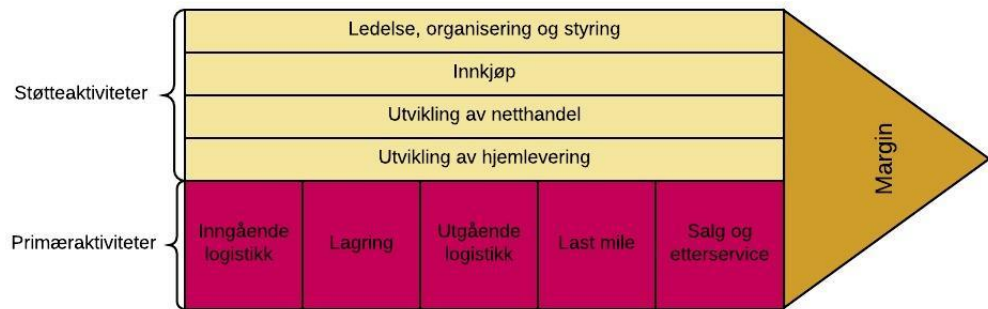 Støtteaktiviteter
Ledelse, organisering og styring
Innkjøp
Utvikling av netthandel
Utvikling av hjemlevering
Margin
Primæraktiviteter
Inngående
logistikk
Lagring
Utgående
logistikk
Last mile
Salg og
etterservice